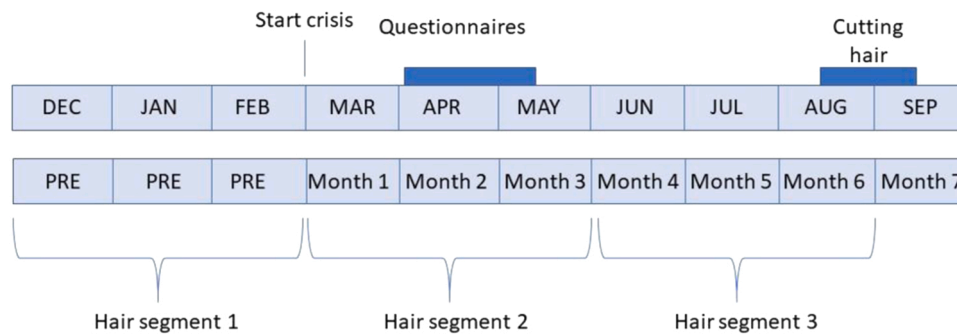 Start crisis
Questionnaires
Cutting
hair
DEC JAN FEB MAR APR MAY JUN JUL AUG SEP
PRE PRE PRE Month 1 Month 2 Month 3 Month 4 Month 5 Month 6 Month 7
Hair segment 1 Hair segment 2 Hair segment 3